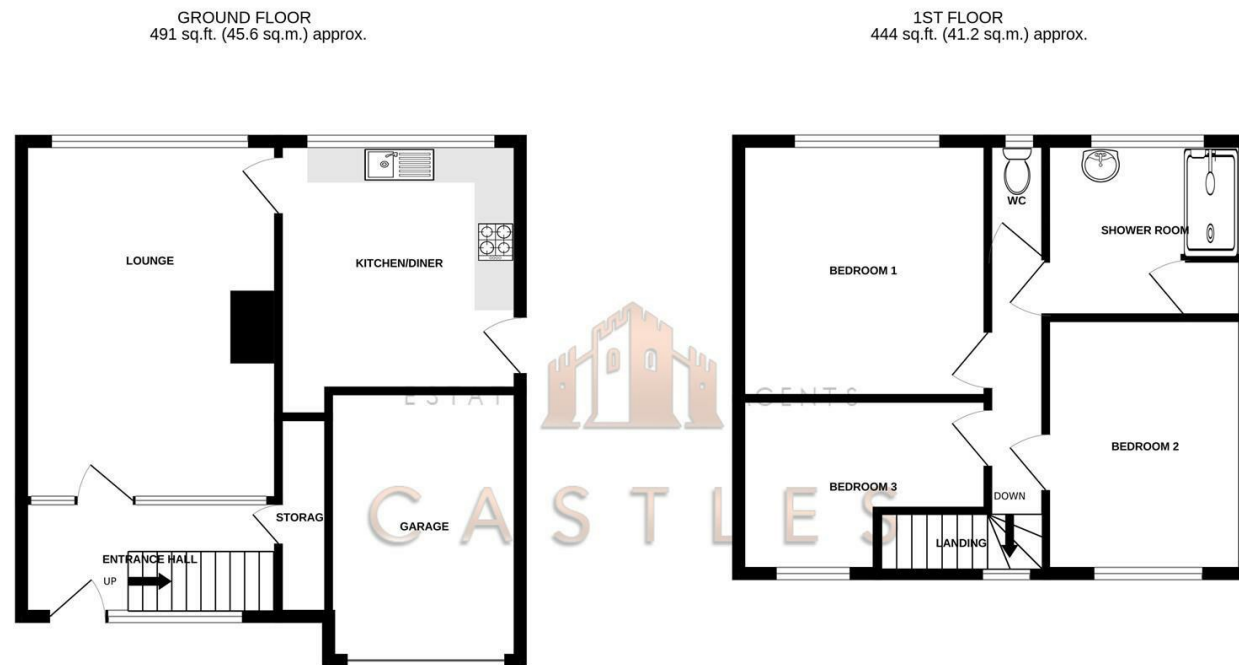 GROUND FLOOR
491 sq.ft. (45.6 sq.m.) approx.
1ST FLOOR
444 sq.ft. (41.2 sq.m.) approx.
LOUNGE
KITCHEN/DINER
STORAG
GARAGE
ENTRANCE HALL
UP
WC
SHOWER ROOM
BEDROOM 1
BEDROOM 2
BEDROOM 3
DOWN
LANDING
CASTLES